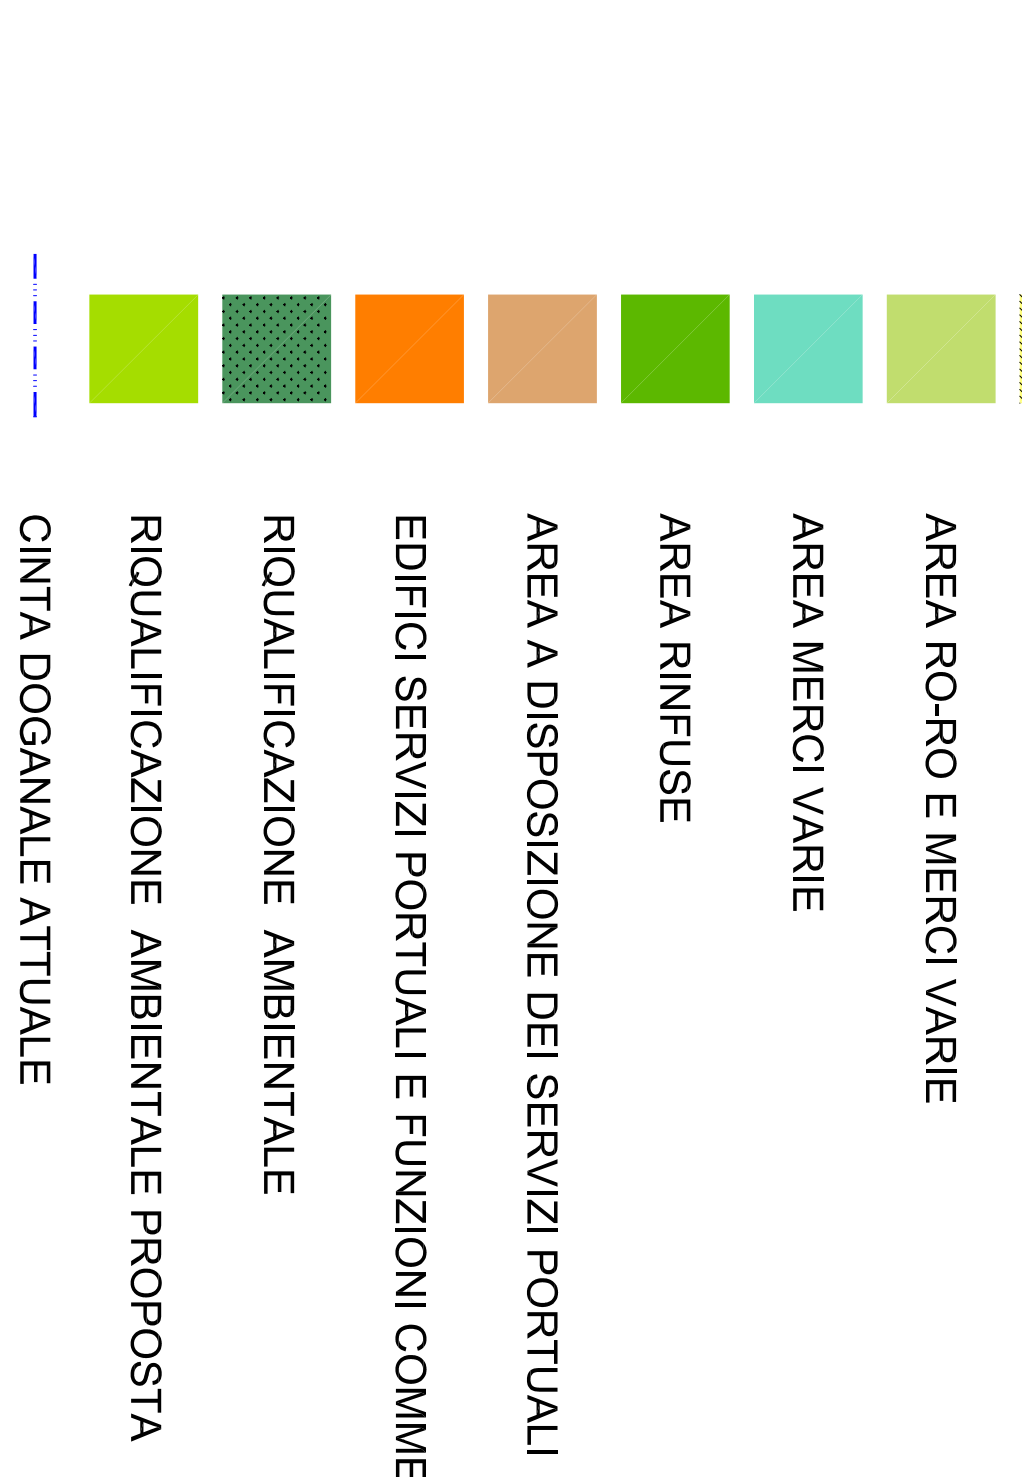 AREA RO-RO E MERCI VARIE
AREA MERCI VARIE
AREA RINFUSE
AREA A DISPOSIZIONE DEI SERVIZI PORTUALI
EDIFICI SERVIZI PORTUALI E FUNZIONI COMME
RIQUALIFICAZIONE AMBIENTALE
RIQUALIFICAZIONE AMBIENTALE PROPOSTA
CINTA DOGANALE ATTUALE